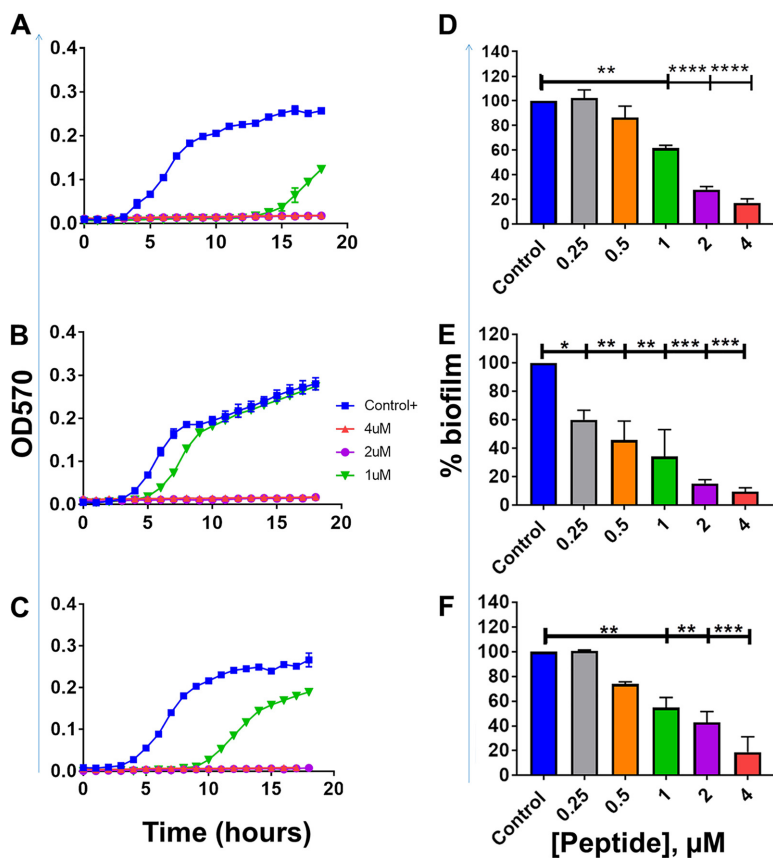 A
0.4
0.3
0.2
0.1
0.0
0 5 10 15 20
B
0.4
0.3
0.2
0.1
0.0
0 5 10 15 20
Control+
4uM
2uM
1uM
C
0.4
0.3
0.2
0.1
0.0
0 5 10 15 20
OD570
Time (hours)
D
140
120
100
80
60
40
20
0
** **** ****
Control 0.25 0.5 1 2 4
E
120
100
80
60
40
20
0
* ** ** *** ***
Control 0.25 0.5 1 2 4
F
140
120
100
80
60
40
20
0
** ** ***
Control 0.25 0.5 1 2 4
% biofilm
[Peptide], µM